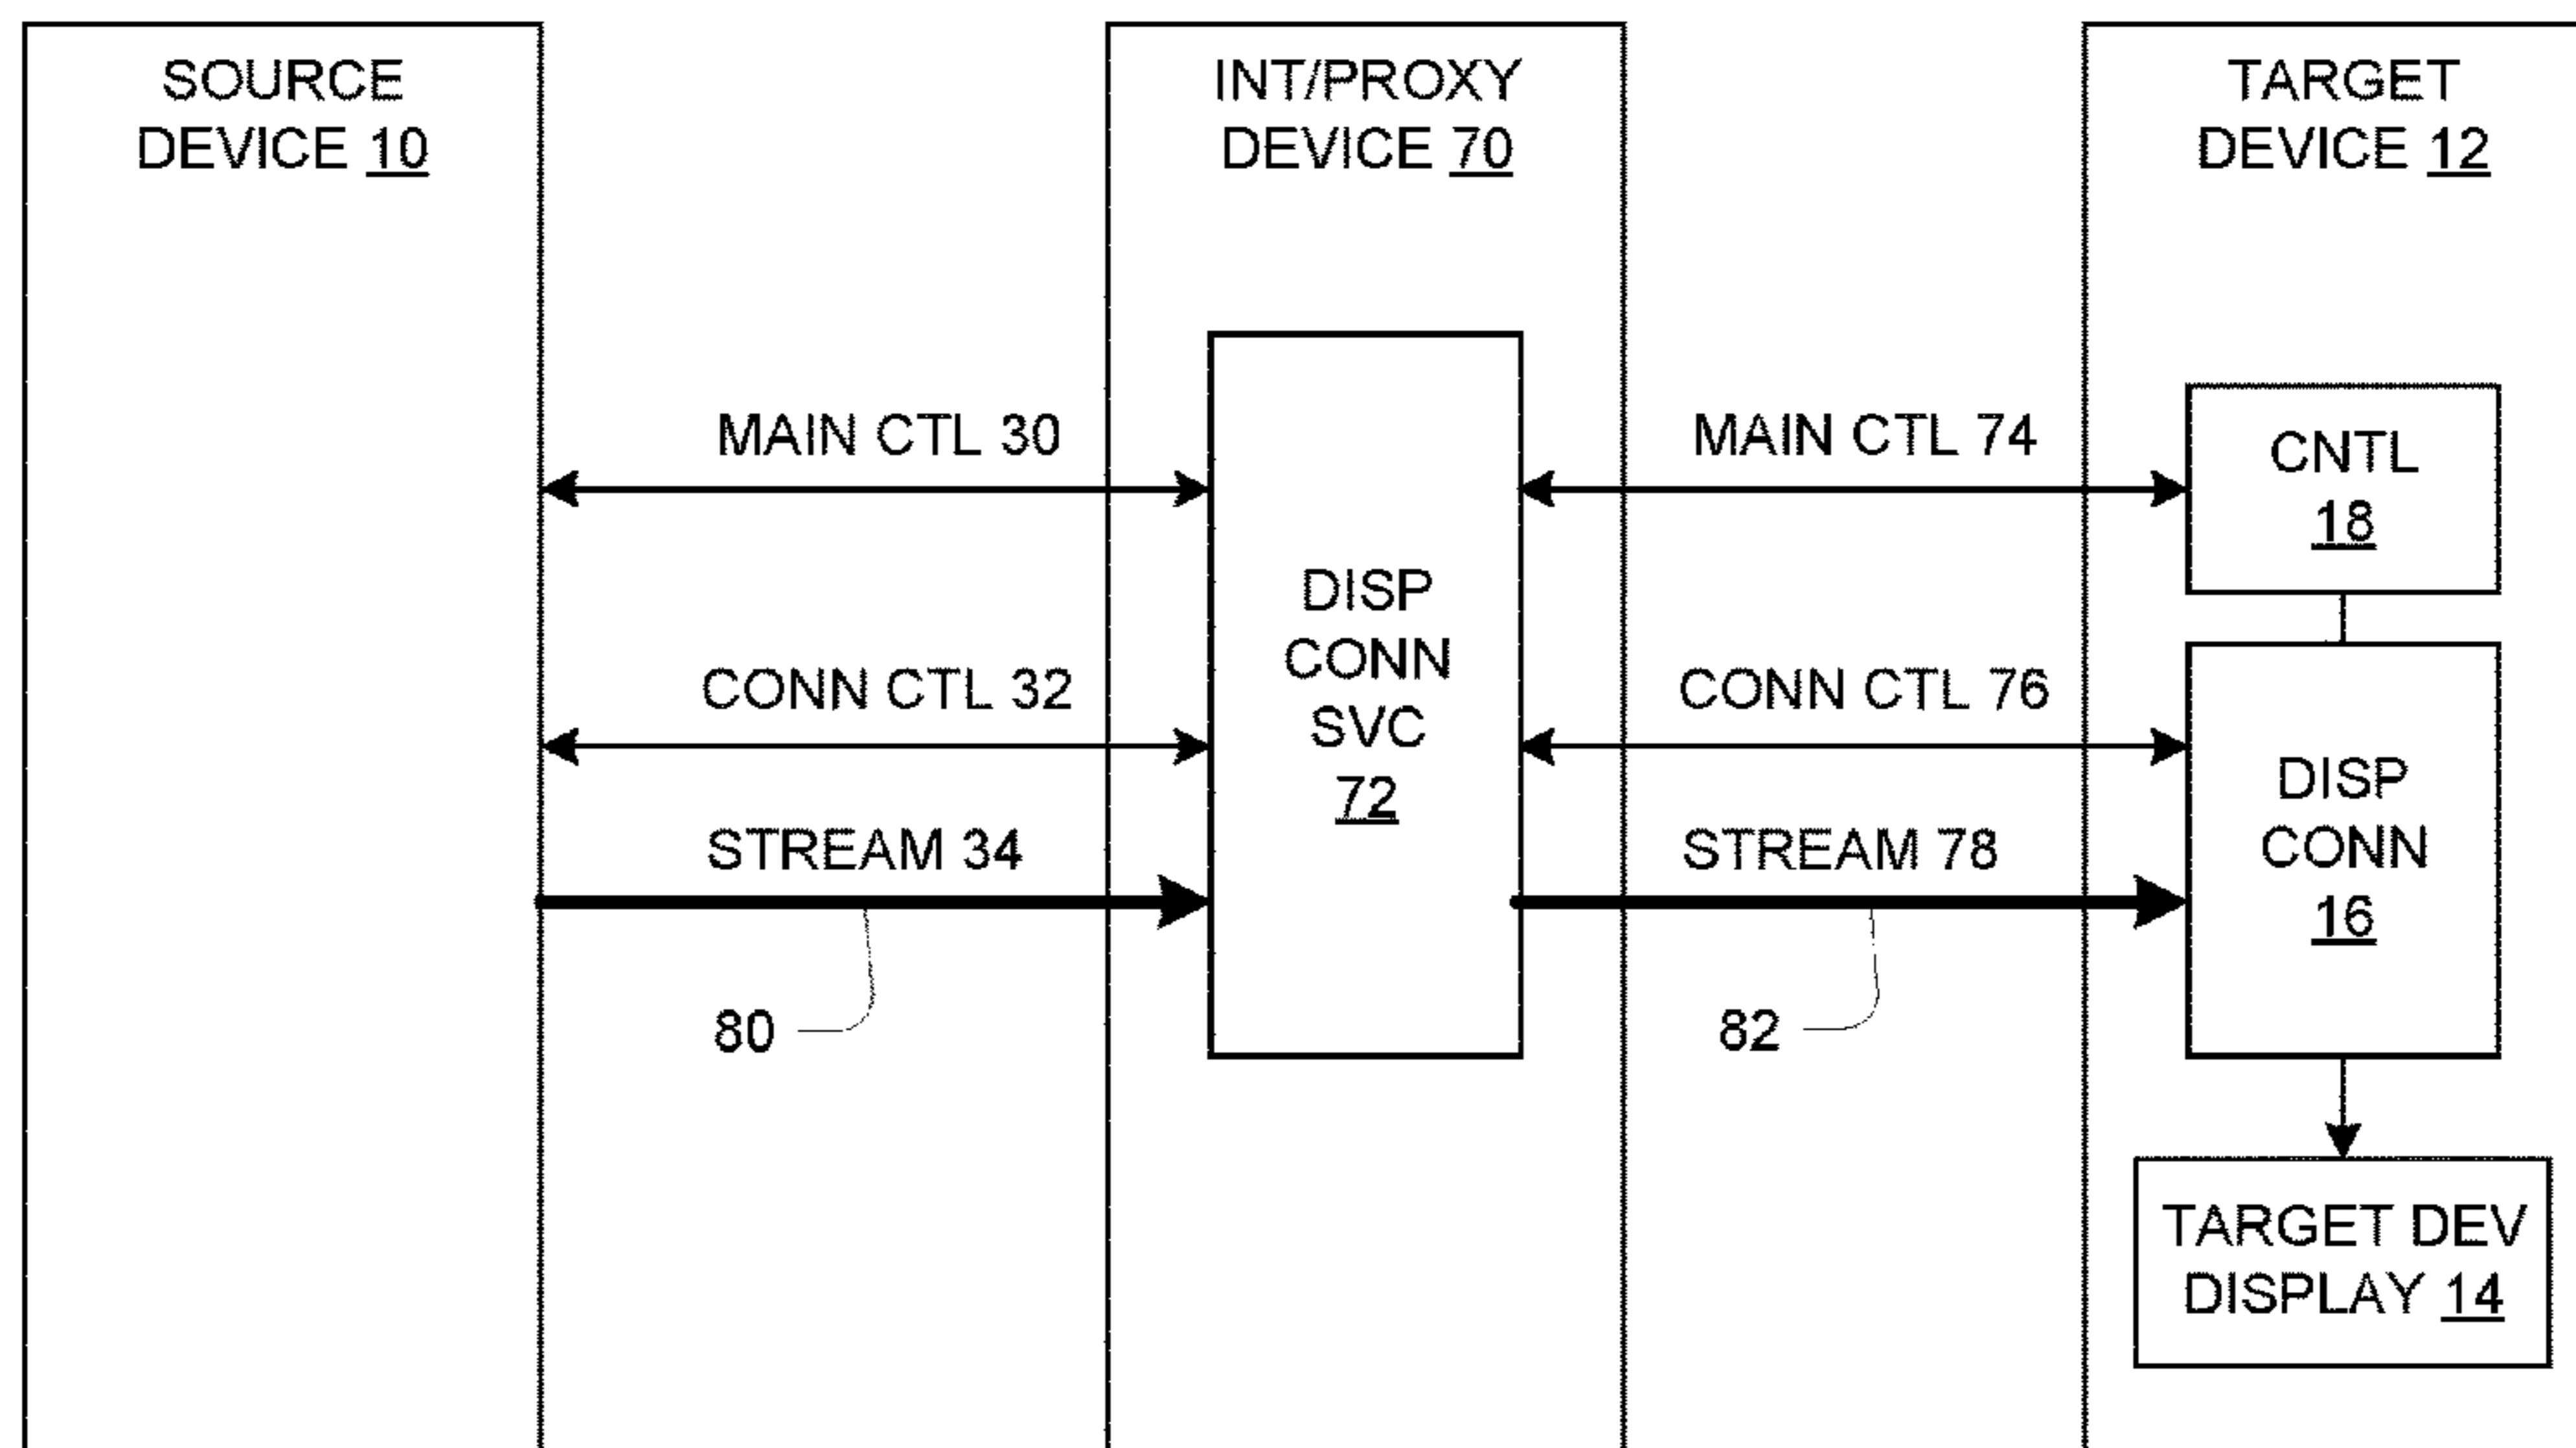 SOURCE
DEVICE 10
INT/PROXY
DEVICE 70
TARGET
DEVICE 12
MAIN CTL 30
MAIN CTL 74
CNTL
18
DISP
CONN
SVC
72
CONN CTL 32
CONN CTL 76
STREAM 34
STREAM 78
DISP
CONN
16
80
82
TARGET DEV
DISPLAY 14